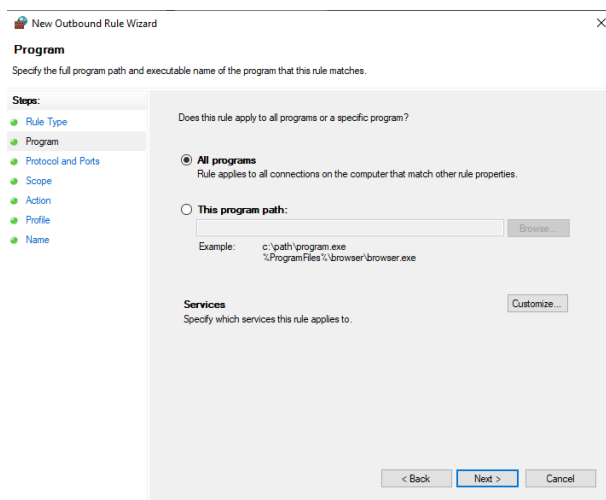 New Outbound Rule Wizard
Program
Specify the full program path and executable name of the program that this rule matches.
Steps:
Rule Type
Program
Protocol and Ports
Scope
Action
Profile
Name
Does this rule apply to all programs or a specific program?
All programs
Rule applies to all connections on the computer that match other rule properties.
This program path:
Browse...
Example: c:\path\program.exe
%ProgramFiles%\browser\browser.exe
Services
Customize...
Specify which services this rule applies to.
< Back Next > Cancel